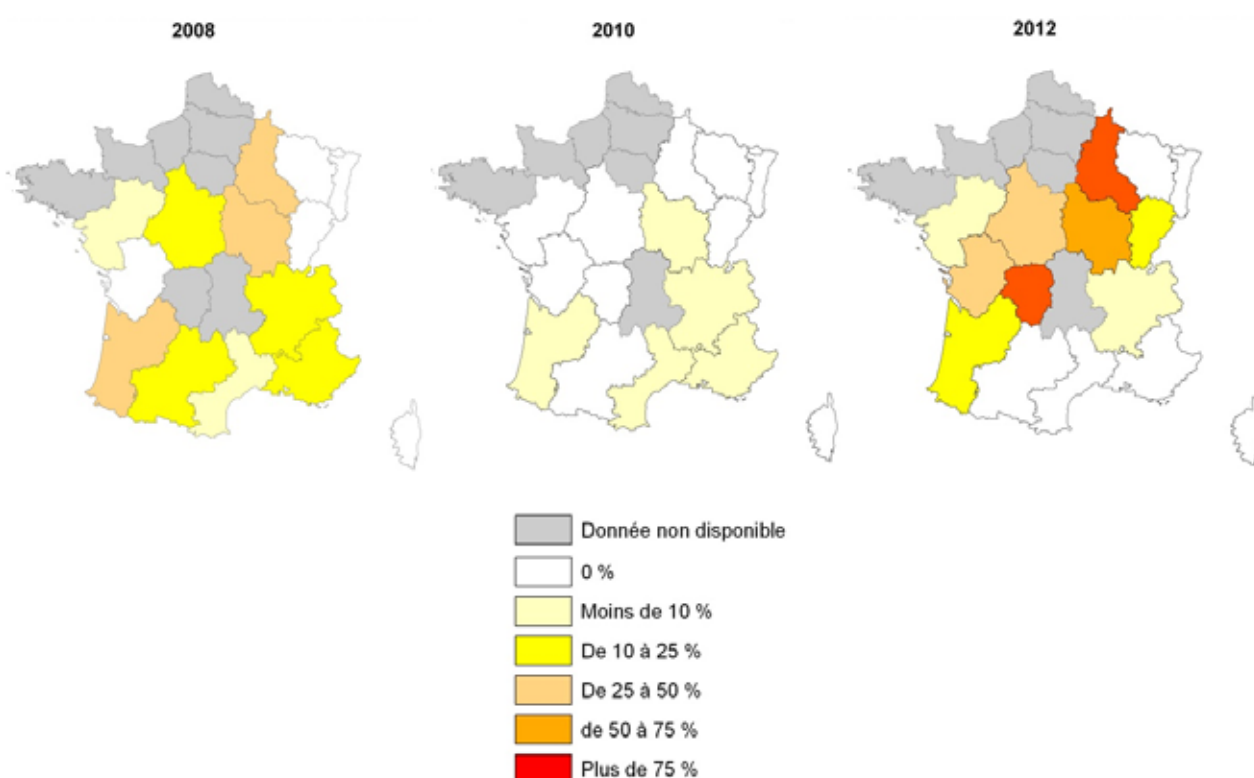 2008
2010
2012
Donnée non disponible
0 %
Moins de 10 %
De 10 à 25 %
De 25 à 50 %
de 50 à 75 %
Plus de 75 %